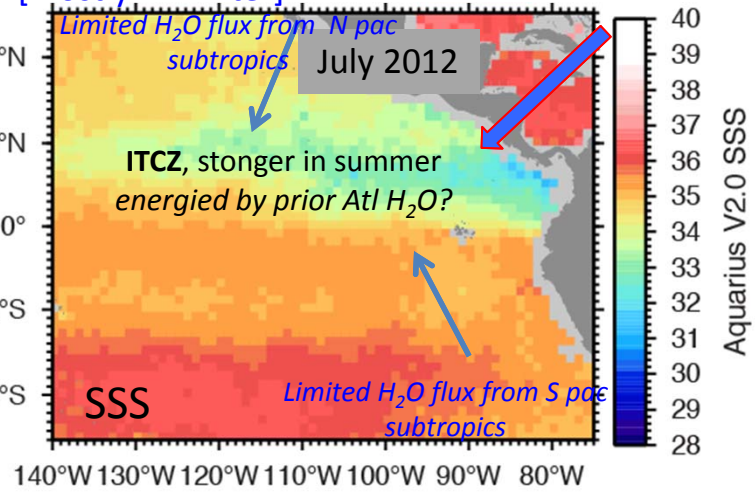 Limited H₂O flux from N pac
subtropics
July 2012
ITCZ, stonger in summer
energied by prior Atl H₂O?
Limited H₂O flux from S pac
subtropics
SSS
°N
°N
0°
°S
°S
140°W 130°W 120°W 110°W 100°W 90°W 80°W
40
39
38
37
36
35
34
33
32
31
30
29
28
Aquarius V2.0 SSS